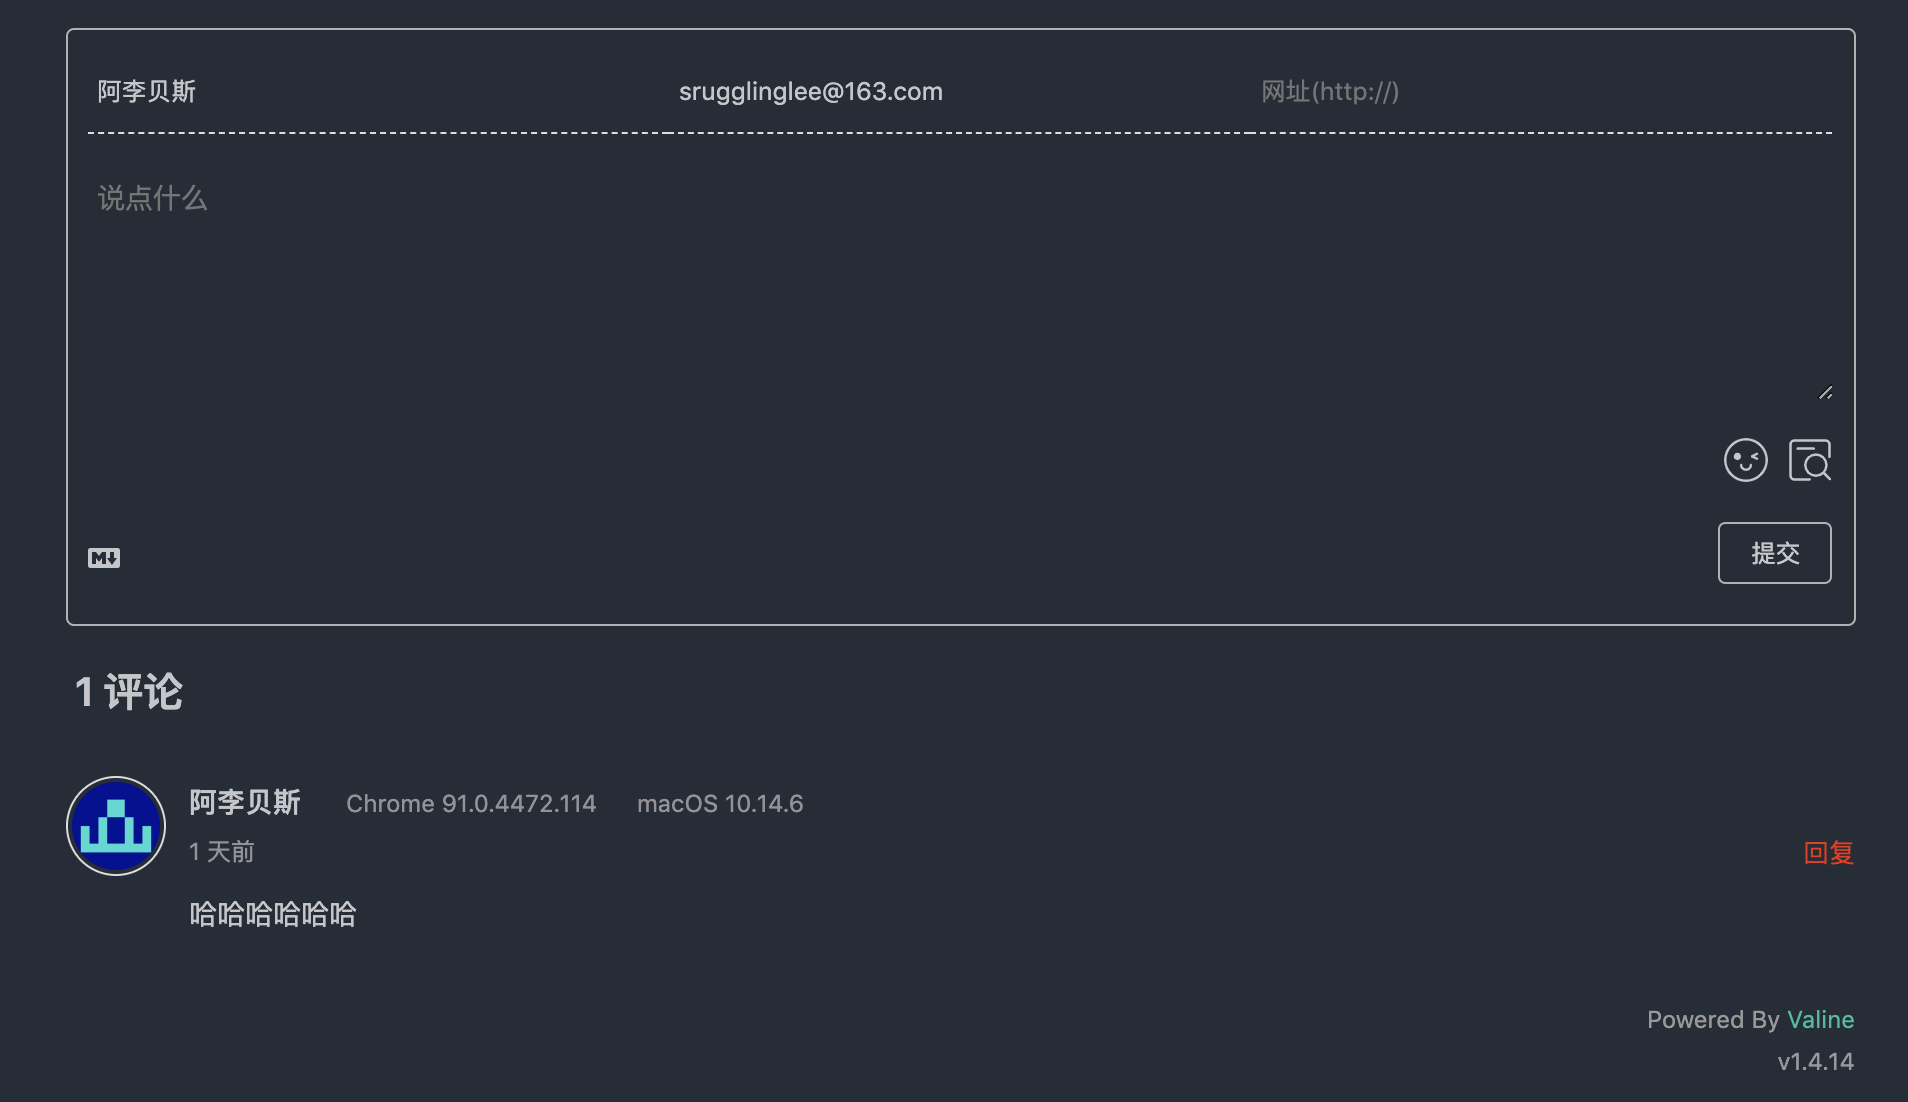 阿李贝斯 srugglinglee@163.com 网址(http://)
说点什么
M
提交
1 评论
阿李贝斯 Chrome 91.0.4472.114 macOS 10.14.6
1 天前 回复
哈哈哈哈哈哈
Powered By Valine
v1.4.14